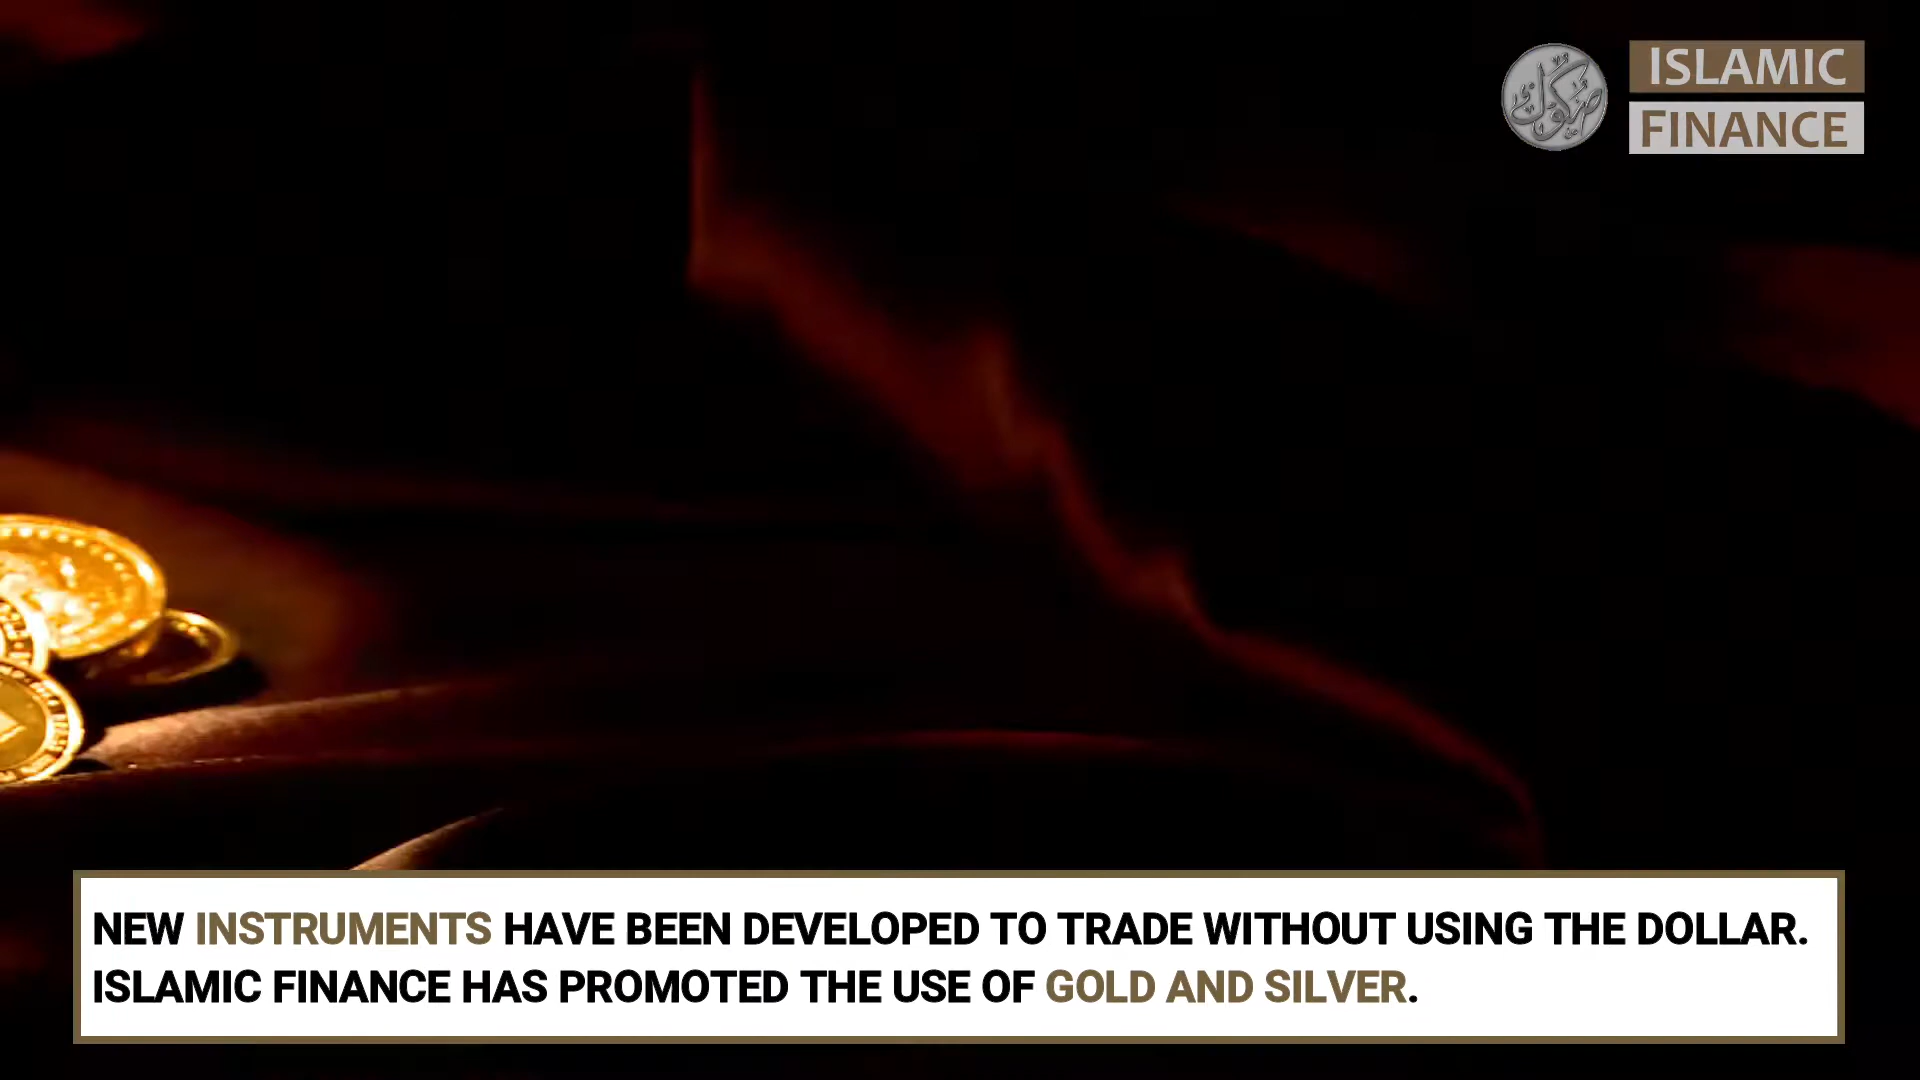 صكوك
ISLAMIC
FINANCE
NEW INSTRUMENTS HAVE BEEN DEVELOPED TO TRADE WITHOUT USING THE DOLLAR.
ISLAMIC FINANCE HAS PROMOTED THE USE OF GOLD AND SILVER.